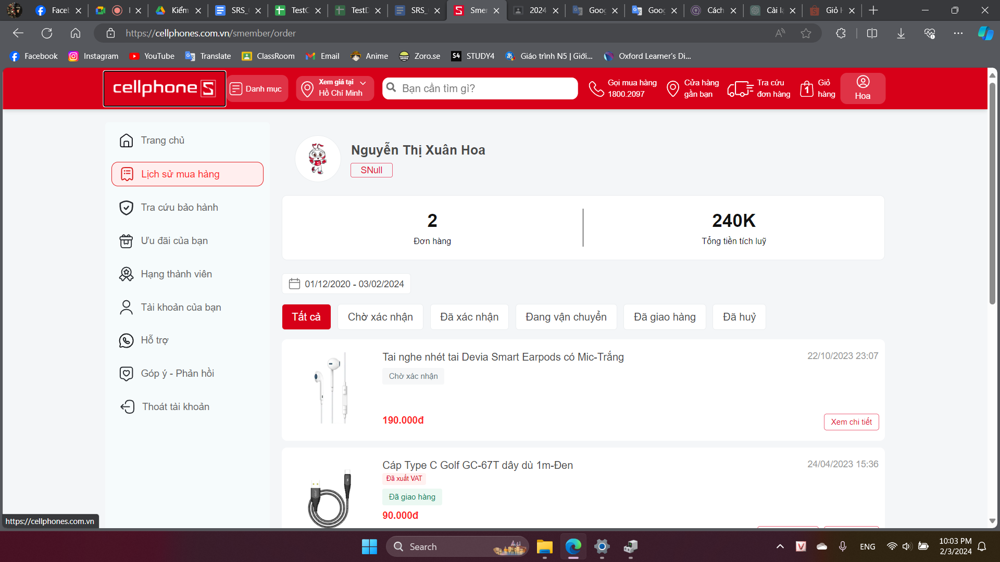 Facet
Kiểm
SRS_
TestC
TestD
SRS_
Smer
2024
Goog
Goog
Cách
Cài lạ
Giỏ H
https://cellphones.com.vn/smember/order
Facebook
Instagram
YouTube
Translate
ClassRoom
Email
Anime
Zoro.se
S4 STUDY4
Giáo trình N5 | Giới...
Oxford Learner's Di...
cellphoneS
Danh mục
Xem giá tại
Hồ Chí Minh
Bạn cần tìm gì?
Gọi mua hàng
1800.2097
Cửa hàng
gần bạn
Tra cứu
đơn hàng
1
Giỏ
hàng
Hoa
Trang chủ
Lịch sử mua hàng
Tra cứu bảo hành
Ưu đãi của bạn
Hạng thành viên
Tài khoản của bạn
Hỗ trợ
Góp ý - Phản hồi
Thoát tài khoản
Nguyễn Thị Xuân Hoa
SNull
2
Đơn hàng
240K
Tổng tiền tích luỹ
01/12/2020 - 03/02/2024
Tất cả
Chờ xác nhận
Đã xác nhận
Đang vận chuyển
Đã giao hàng
Đã huỷ
Tai nghe nhét tai Devia Smart Earpods có Mic-Trắng
22/10/2023 23:07
Chờ xác nhận
190.000đ
Xem chi tiết
Cáp Type C Golf GC-67T dây dù 1m-Đen
24/04/2023 15:36
Đã xuất VAT
Đã giao hàng
90.000đ
https://cellphones.com.vn
Search
V
ENG
10:03 PM
2/3/2024